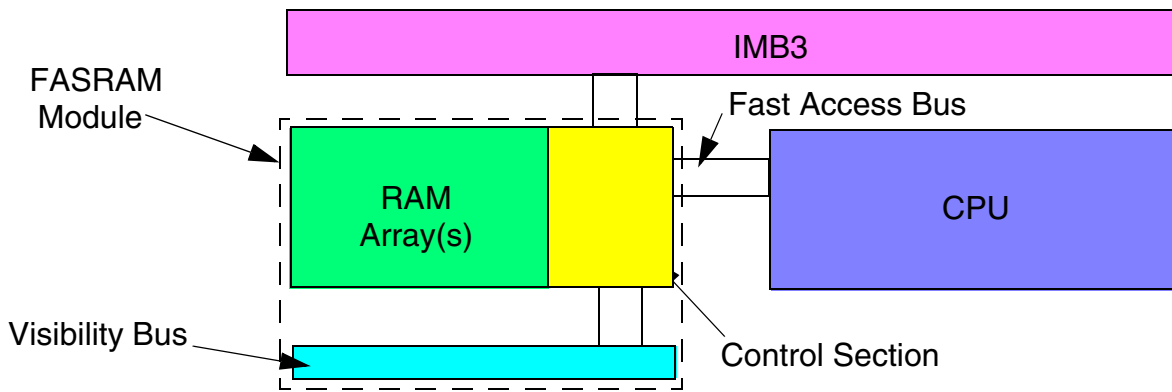 IMB3
FASRAM
Module
Fast Access Bus
RAM
Array(s)
CPU
Visibility Bus
Control Section